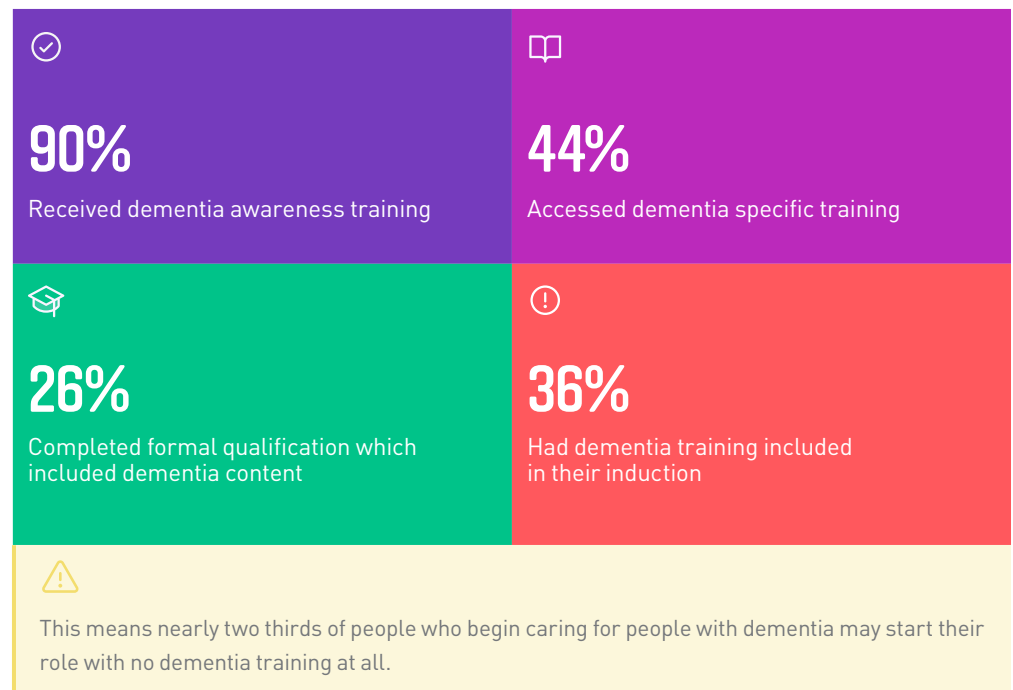 90%
Received dementia awareness training
44%
Accessed dementia specific training
26%
Completed formal qualification which
included dementia content
36%
Had dementia training included
in their induction
This means nearly two thirds of people who begin caring for people with dementia may start their
role with no dementia training at all.